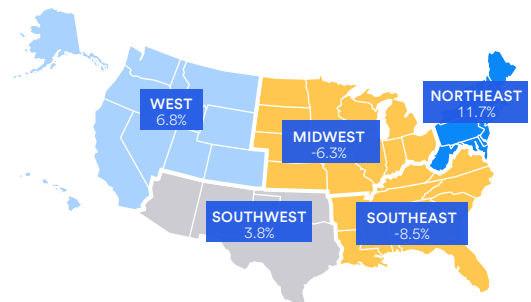 WEST
6.8%
NORTHEAST
11.7%
MIDWEST
-6.3%
SOUTHWEST
3.8%
SOUTHEAST
-8.5%